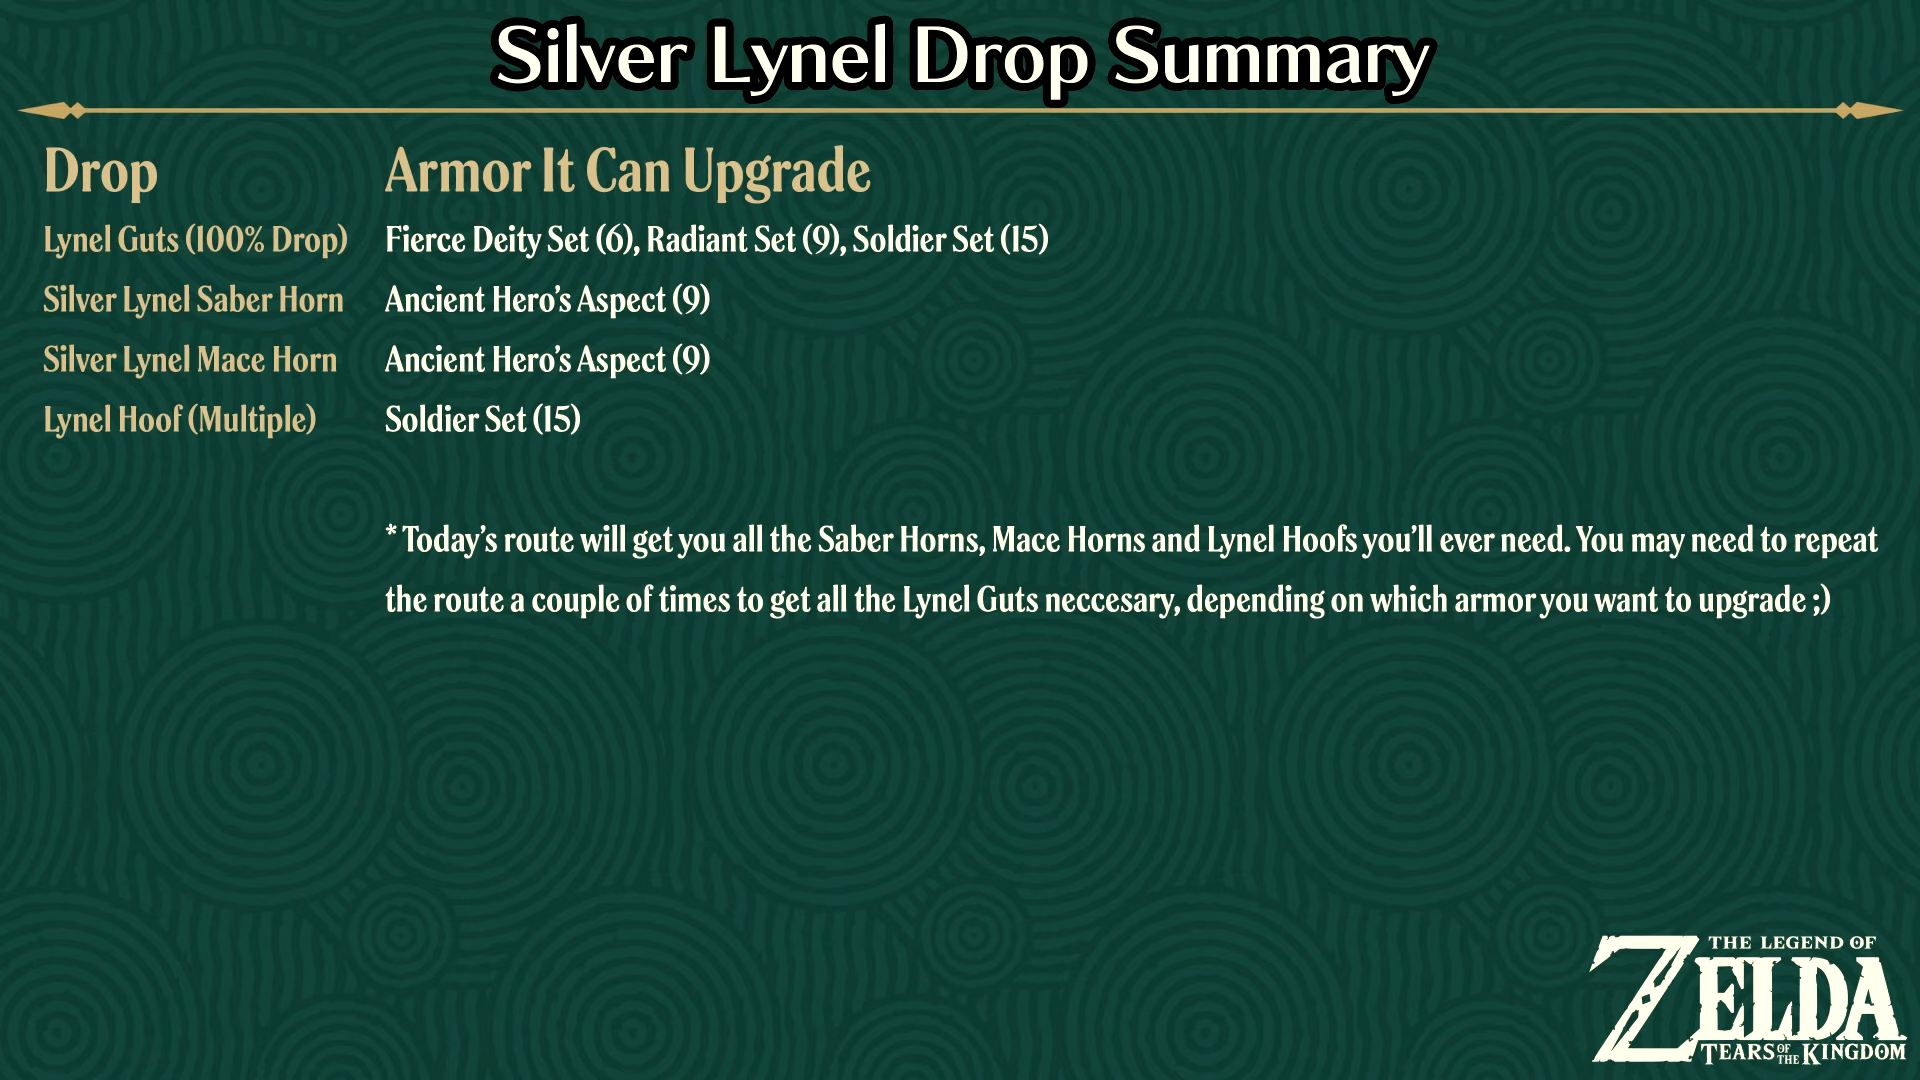 Silver Lynel Drop Summary
Drop Armor It Can Upgrade
Lynel Guts (100% Drop) Fierce Deity Set (6), Radiant Set (9), Soldier Set (15)
Silver Lynel Saber Horn Ancient Hero's Aspect (9)
Silver Lynel Mace Horn Ancient Hero's Aspect (9)
Lynel Hoof (Multiple) Soldier Set (15)
* Today's route will get you all the Saber Horns, Mace Horns and Lynel Hoofs you'll ever need. You may need to repeat
the route a couple of times to get all the Lynel Guts neccesary, depending on which armor you want to upgrade ;)
THE LEGEND OF
ZELDA
TEARS OF THE KINGDOM